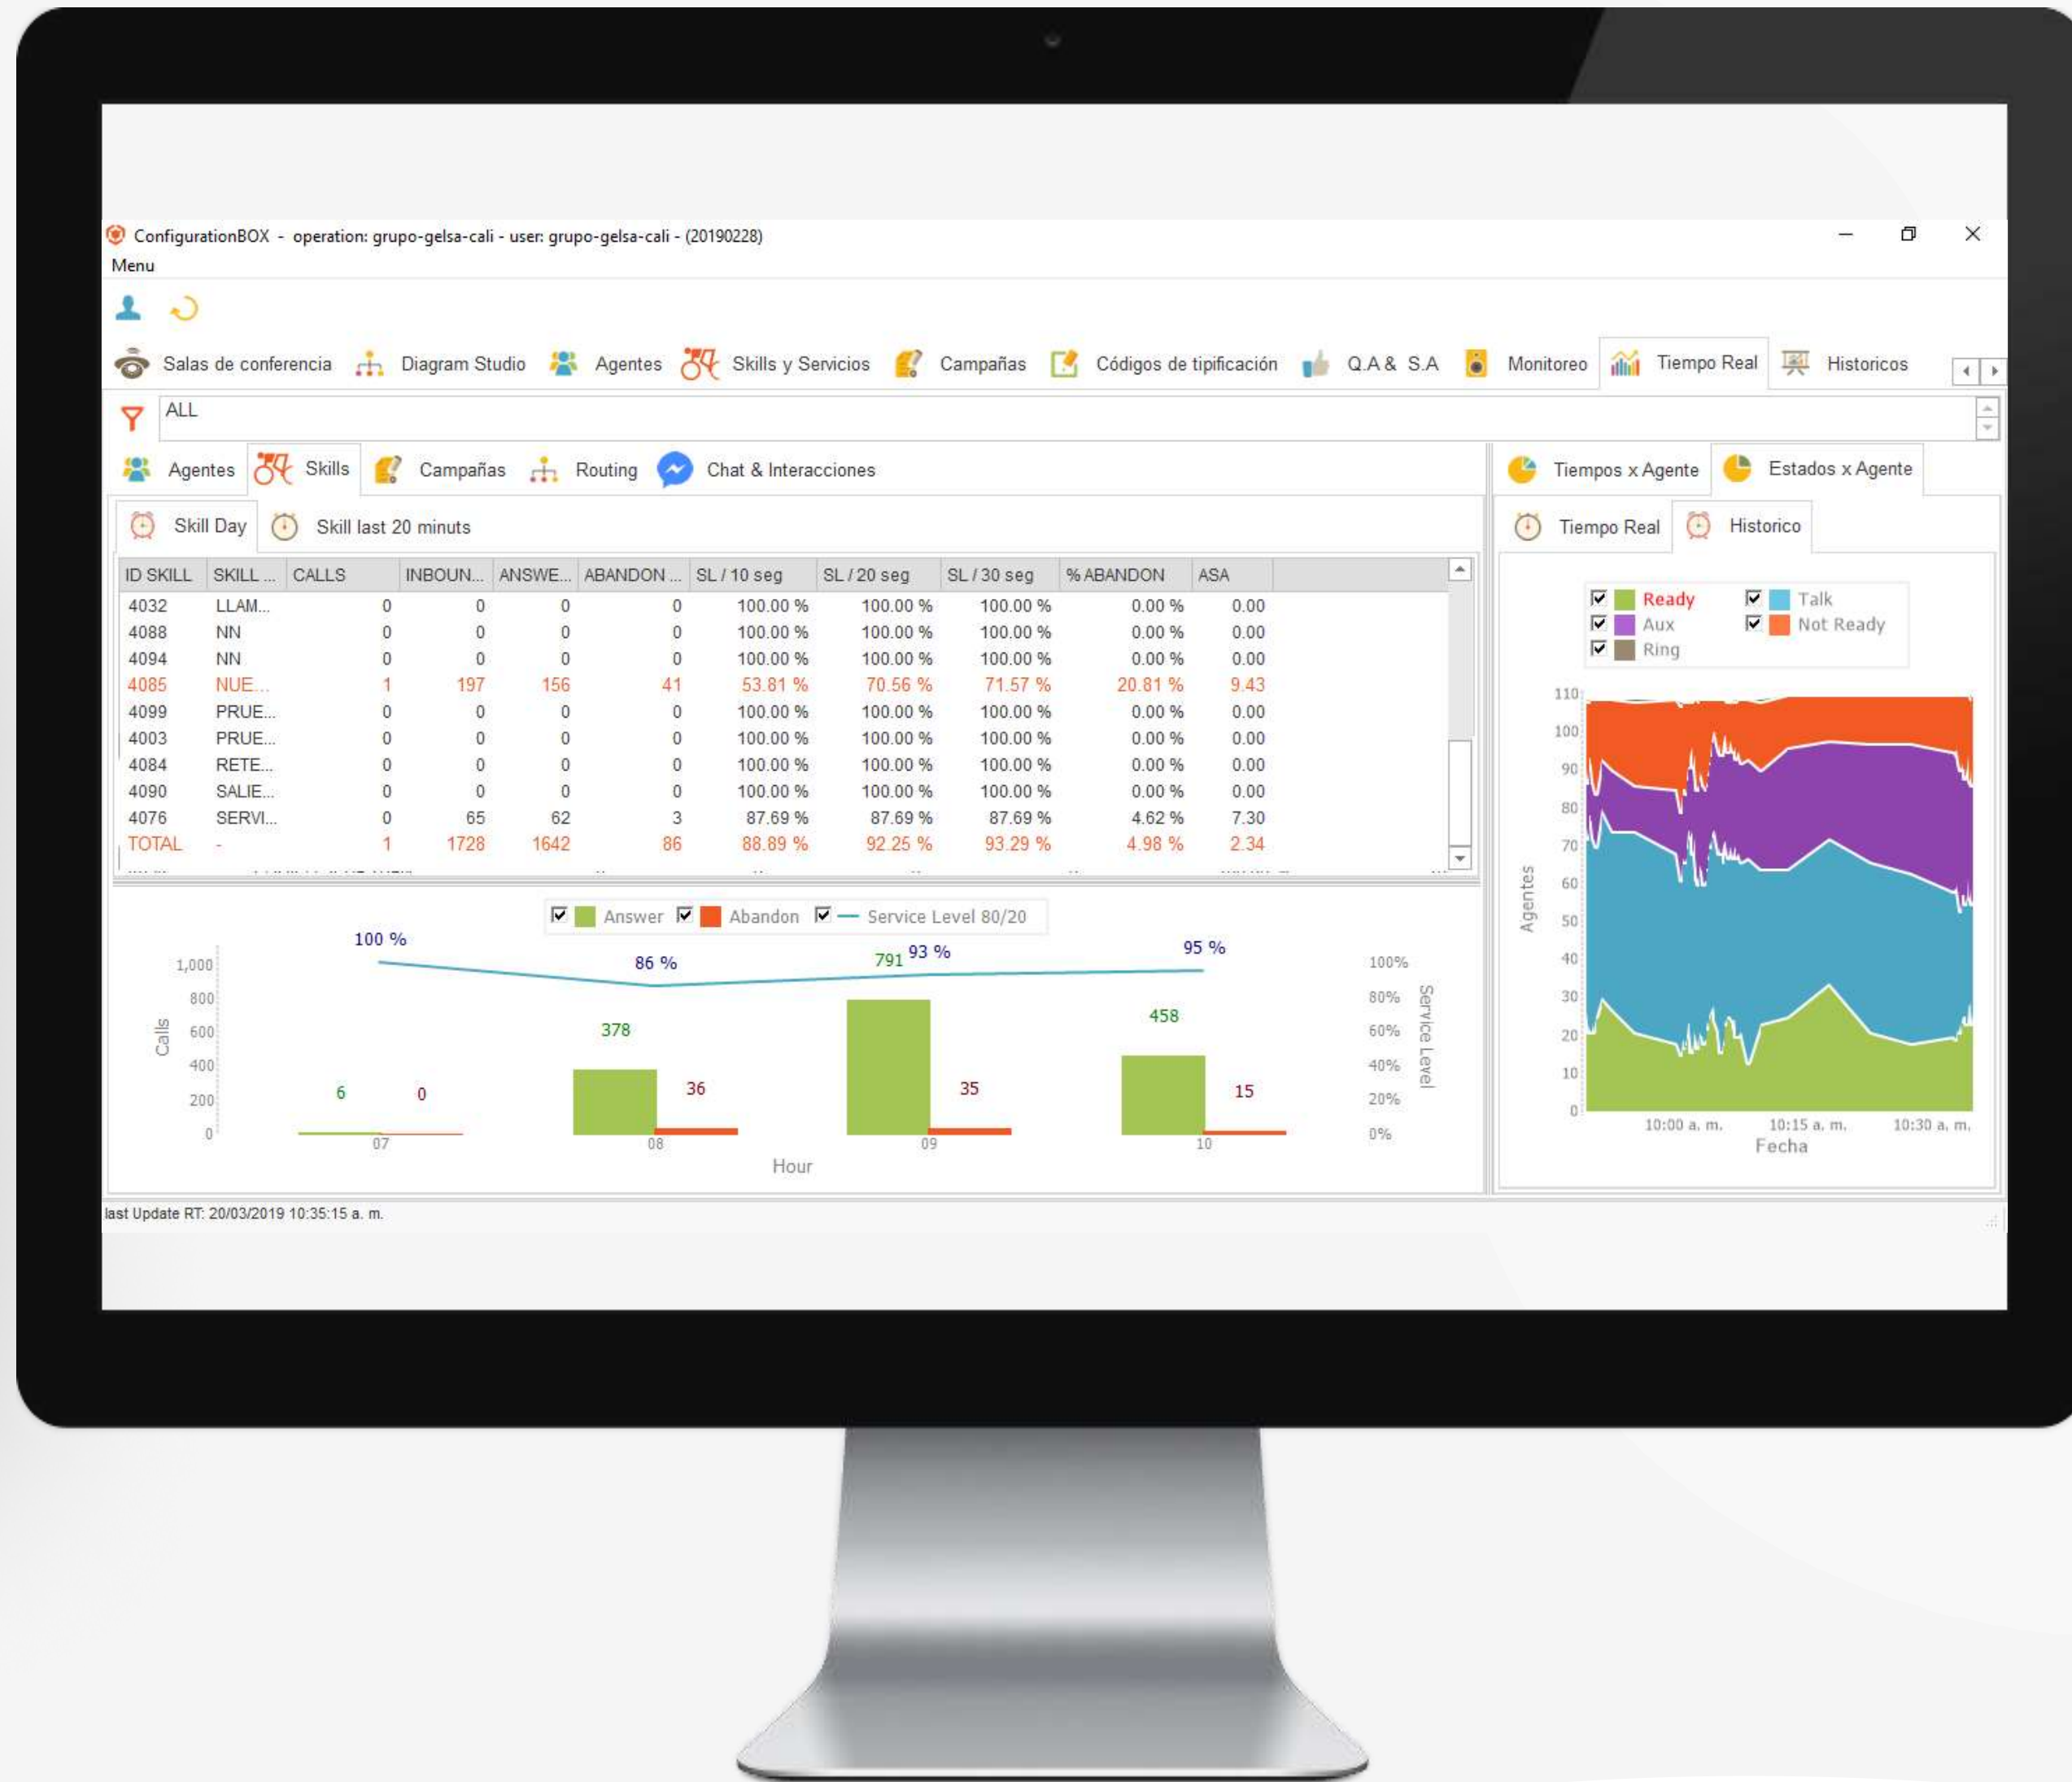 ConfigurationBOX - operation: grupo-gelsa-cali - user: grupo-gelsa-cali - (20190228)
Menu
Salas de conferencia Diagram Studio Agentes Skills y Servicios Campañas Códigos de tipificación Q.A & S.A Monitoreo Tiempo Real Historicos
ALL
Agentes Skills Campañas Routing Chat & Interacciones
Skill Day Skill last 20 minuts
ID SKILL SKILL ... CALLS INBOUN... ANSWE... ABANDON ... SL / 10 seg SL / 20 seg SL / 30 seg % ABANDON ASA
4032 LLAM... 0 0 0 0 100.00 % 100.00 % 100.00 % 0.00 % 0.00
4088 NN 0 0 0 0 100.00 % 100.00 % 100.00 % 0.00 % 0.00
4094 NN 0 0 0 0 100.00 % 100.00 % 100.00 % 0.00 % 0.00
4085 NUE... 1 197 156 41 53.81 % 70.56 % 71.57 % 20.81 % 9.43
4099 PRUE... 0 0 0 0 100.00 % 100.00 % 100.00 % 0.00 % 0.00
4003 PRUE... 0 0 0 0 100.00 % 100.00 % 100.00 % 0.00 % 0.00
4084 RETE... 0 0 0 0 100.00 % 100.00 % 100.00 % 0.00 % 0.00
4090 SALIE... 0 0 0 0 100.00 % 100.00 % 100.00 % 0.00 % 0.00
4076 SERVI... 0 65 62 3 87.69 % 87.69 % 87.69 % 4.62 % 7.30
TOTAL - 1 1728 1642 86 88.89 % 92.25 % 93.29 % 4.98 % 2.34
Answer Abandon Service Level 80/20
100 % 86 % 791 93 % 95 %
378 458
6 0 36 35 15
1,000
800
600
400
200
0
Calls
07 08 09 10
Hour
100%
80%
60%
40%
20%
0%
Service Level
Tiempos x Agente Estados x Agente
Tiempo Real Historico
Ready Talk
Aux Not Ready
Ring
110
100
90
80
70
60
50
40
30
20
10
0
Agentes
10:00 a. m. 10:15 a. m. 10:30 a. m.
Fecha
last Update RT: 20/03/2019 10:35:15 a. m.